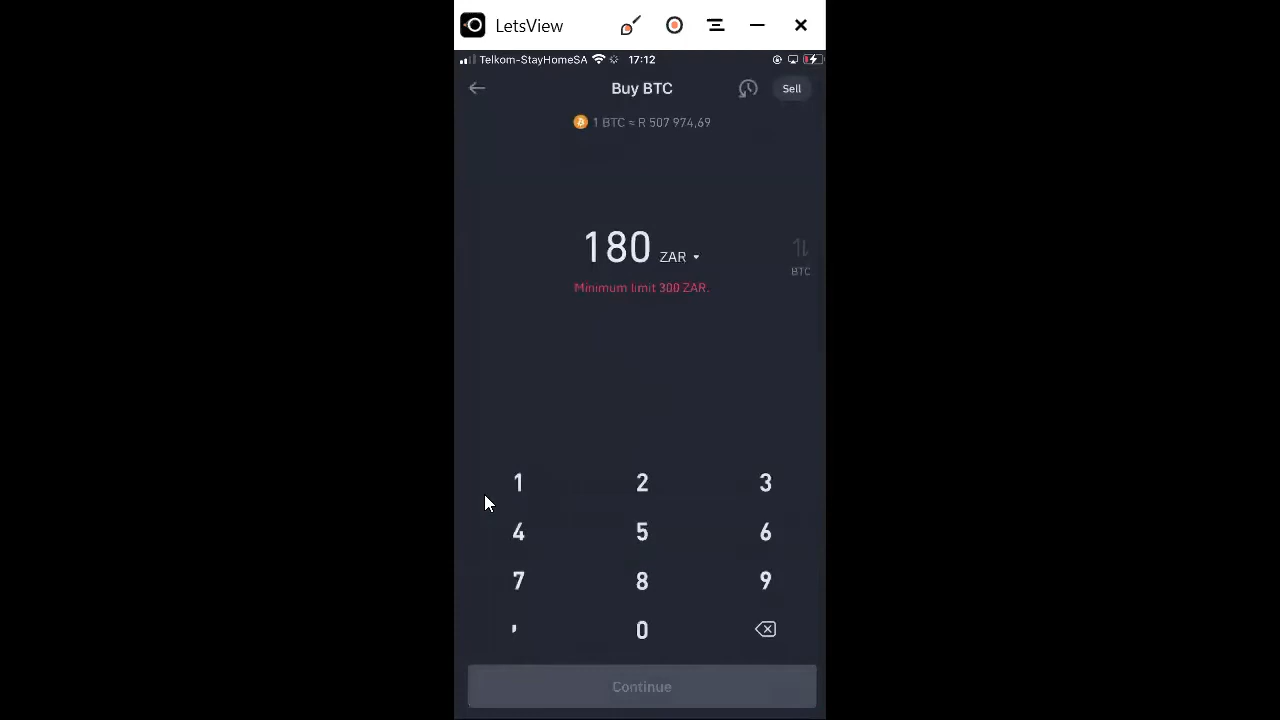 LetsView
Telkom-StayHomeSA 17:12
Buy BTC
Sell
1 BTC ≈ R 507 974,69
180 ZAR
BTC
Minimum limit 300 ZAR.
1 2 3
4 5 6
7 8 9
, 0
Continue